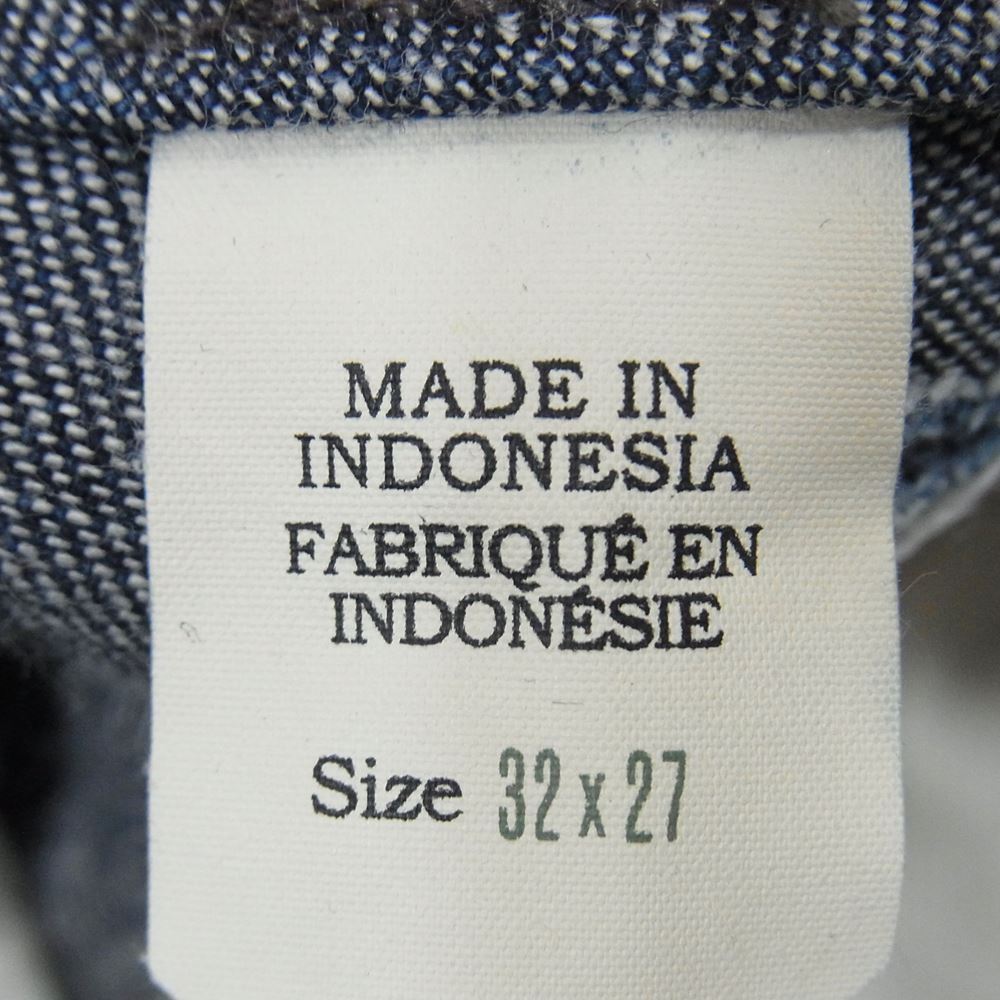 MADE IN
INDONESIA
FABRIQUÉ EN
INDONÉSIE
Size 32 x 27